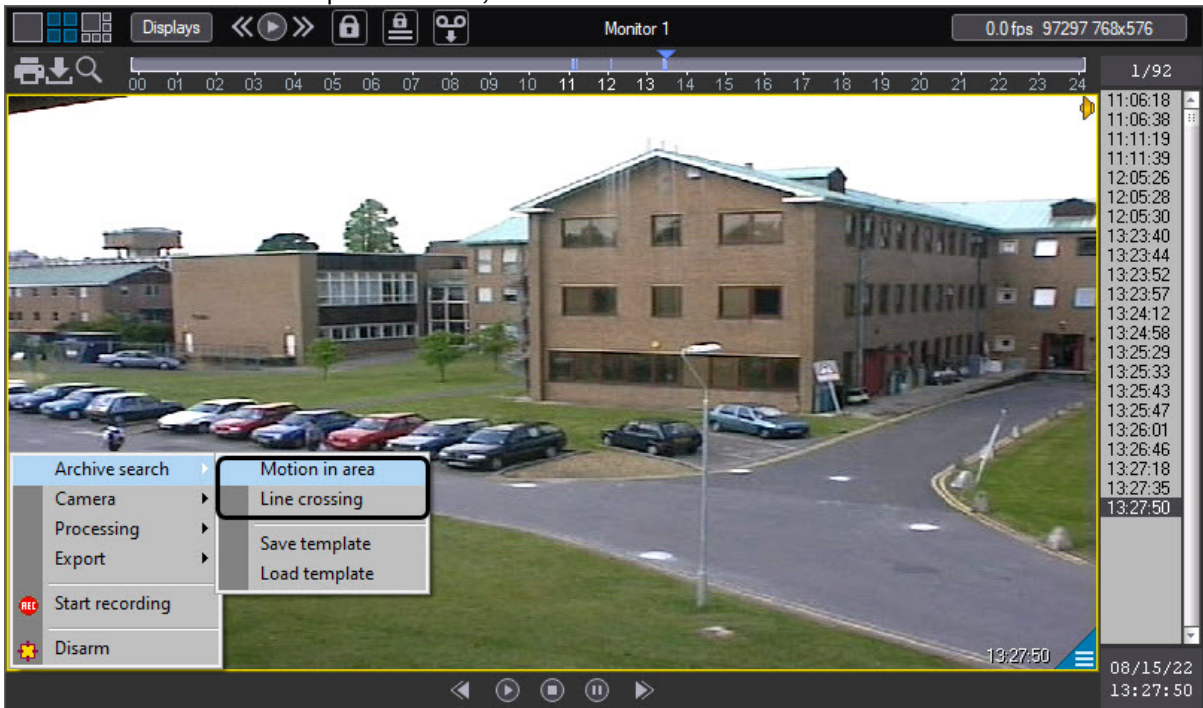 Displays
Monitor 1
0.0 fps 97297 768x576
00 01 02 03 04 05 06 07 08 09 10 11 12 13 14 15 16 17 18 19 20 21 22 23 24
1/92
11:06:18
11:06:38
11:11:19
11:11:39
12:05:26
12:05:28
12:05:30
13:23:40
13:23:44
13:23:52
13:23:57
13:24:12
13:24:58
13:25:29
13:25:33
13:25:43
13:25:47
13:26:01
13:26:46
13:27:18
13:27:35
13:27:50
Archive search
Camera
Processing
Export
REC Start recording
Disarm
Motion in area
Line crossing
Save template
Load template
13:27:50
08/15/22
13:27:50